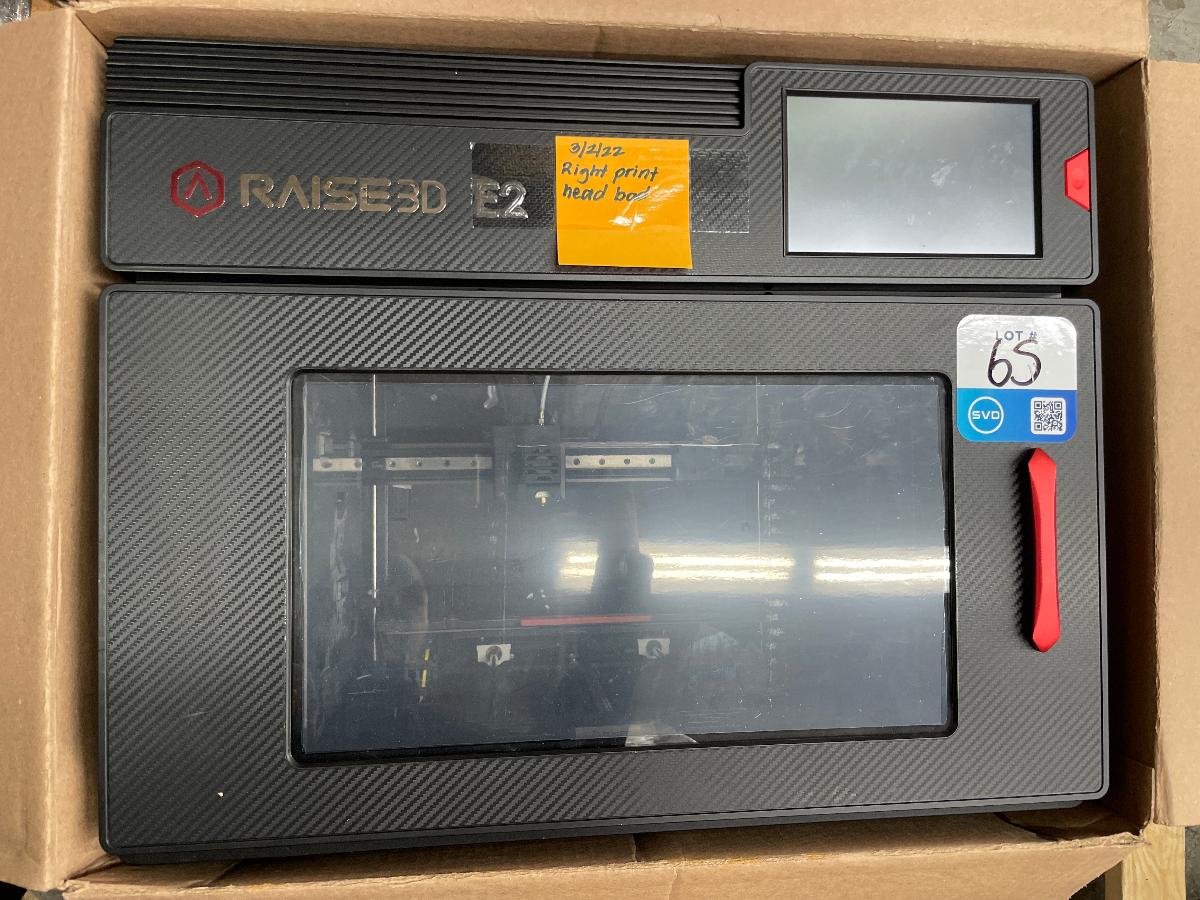 RAISE3D E2
3/2/22
Right print
head bad
LOT #
65
SVD